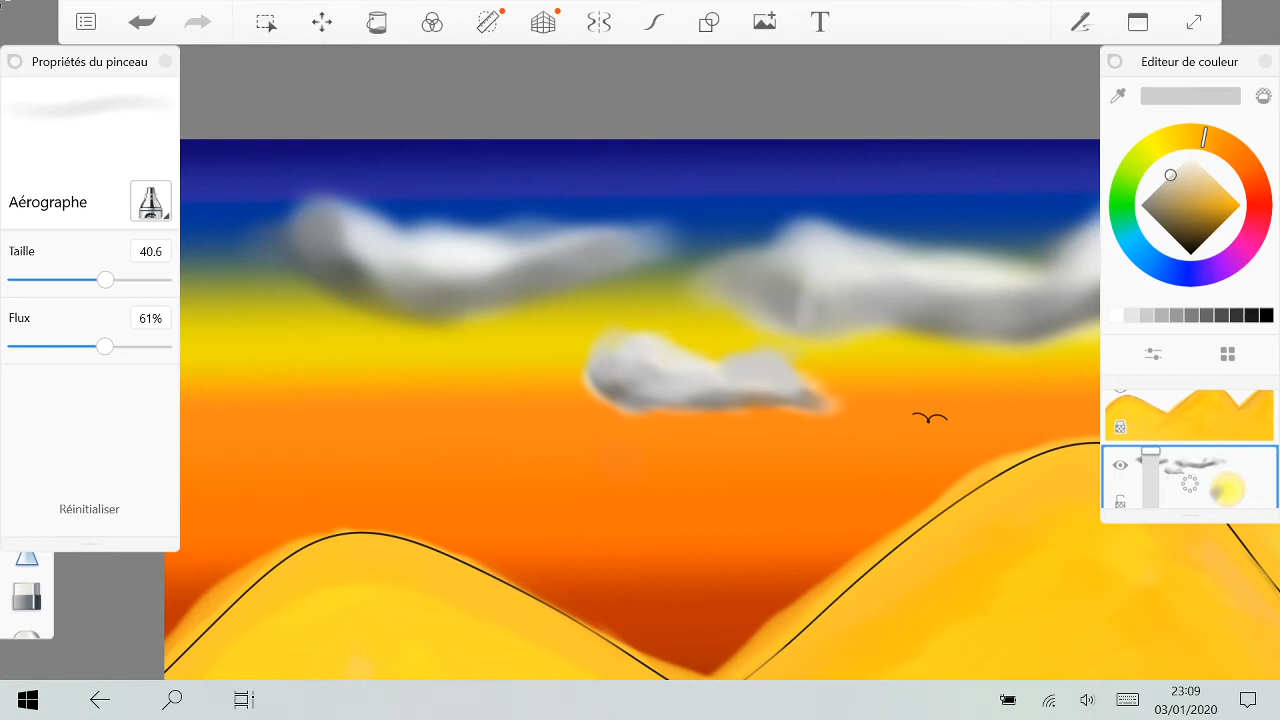 T
Propriétés du pinceau
Editeur de couleur
Aérographe
Taille
40.6
Flux
61%
Réinitialiser
23:09
03/01/2020